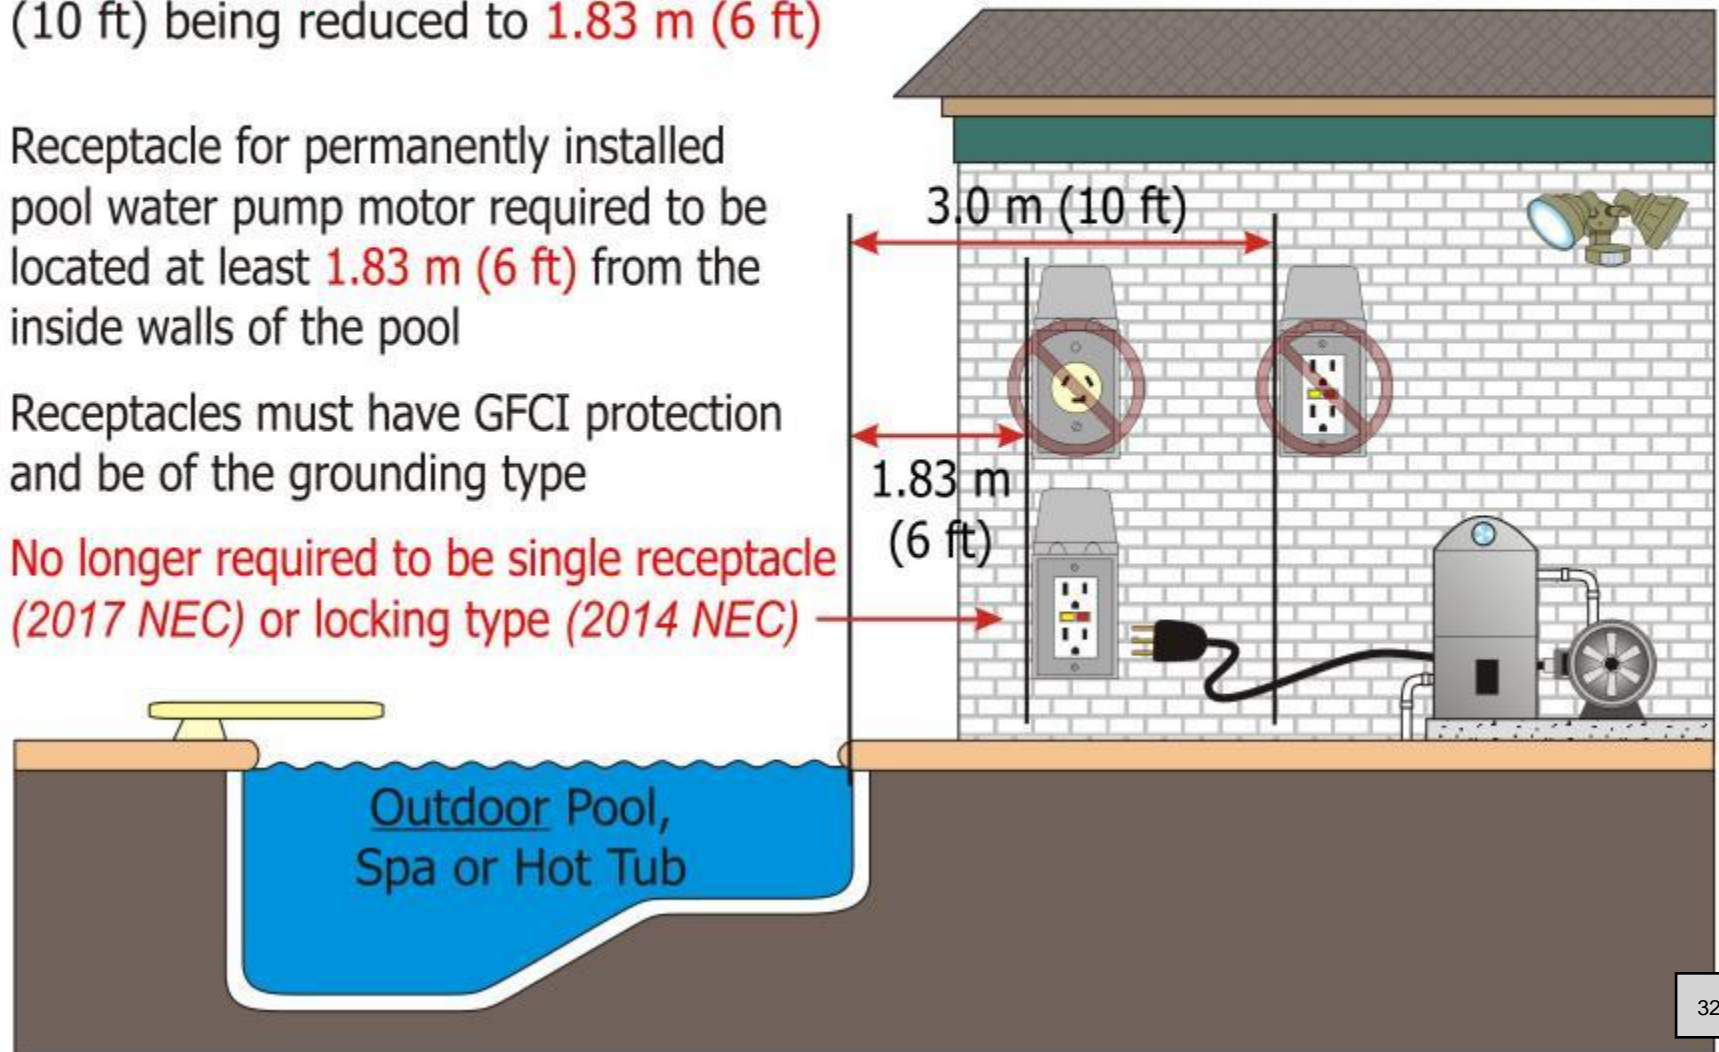 (10 ft) being reduced to 1.83 m (6 ft)
Receptacle for permanently installed
pool water pump motor required to be
located at least 1.83 m (6 ft) from the
inside walls of the pool
Receptacles must have GFCI protection
and be of the grounding type
No longer required to be single receptacle
(2017 NEC) or locking type (2014 NEC)
3.0 m (10 ft)
1.83 m
(6 ft)
Outdoor Pool,
Spa or Hot Tub
32